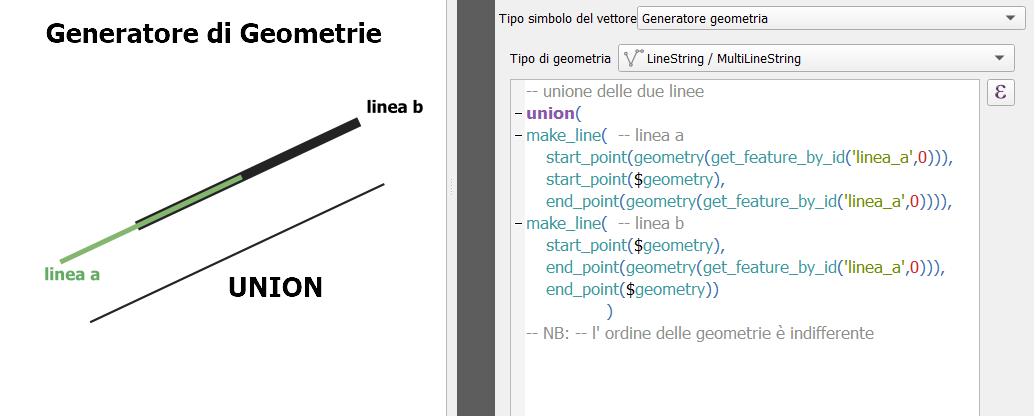 Generatore di Geometrie
linea b
linea a
UNION
Tipo simbolo del vettore Generatore geometria
Tipo di geometria LineString / MultiLineString
-- unione delle due linee
union(
make_line( -- linea a
start_point(geometry(get_feature_by_id('linea_a',0))),
start_point($geometry),
end_point(geometry(get_feature_by_id('linea_a',0)))),
make_line( -- linea b
start_point($geometry),
end_point(geometry(get_feature_by_id('linea_a',0))),
end_point($geometry))
)
-- NB: -- l' ordine delle geometrie è indifferente
ε